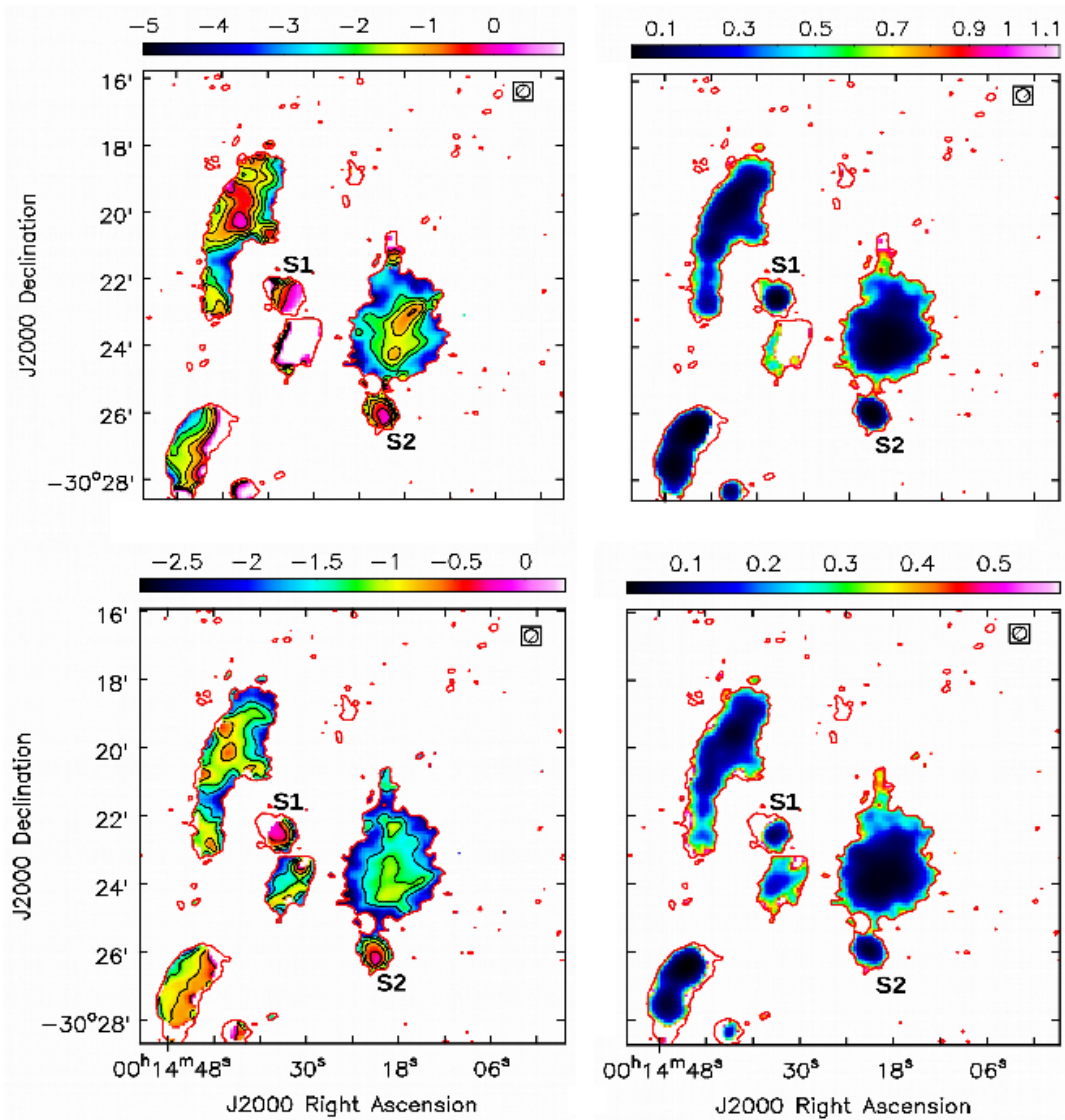 −5 −4 −3 −2 −1 0
0.1 0.3 0.5 0.7 0.9 1 1.1
16'
18'
20'
22'
24'
26'
−30°28'
J2000 Declination
S1
S2
S1
S2
−2.5 −2 −1.5 −1 −0.5 0
0.1 0.2 0.3 0.4 0.5
16'
18'
20'
22'
24'
26'
−30°28'
J2000 Declination
S1
S2
S1
S2
00ʰ14ᵐ48ˢ 30ˢ 18ˢ 06ˢ
00ʰ14ᵐ48ˢ 30ˢ 18ˢ 06ˢ
J2000 Right Ascension
J2000 Right Ascension